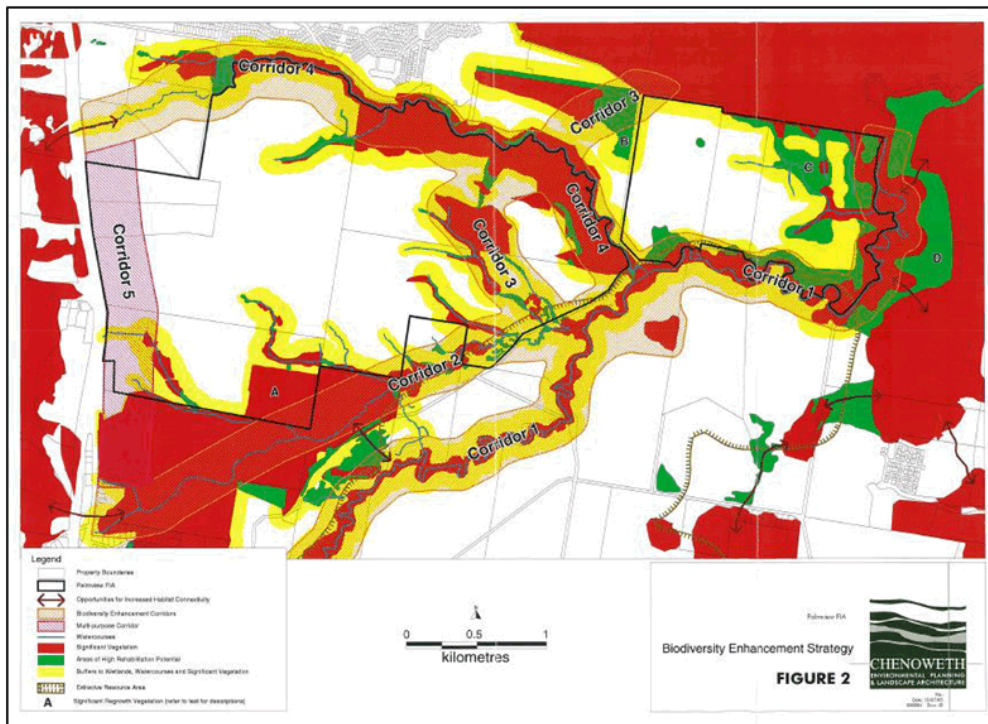 Corridor 4
Corridor 3
B
C
Corridor 4
Corridor 3
Corridor 5
D
Corridor 1
Corridor 2
A
Corridor 1
Legend
Property Boundaries
Palmview FIA
Opportunities for Increased Habitat Connectivity
Biodiversity Enhancement Corridors
Multi-purpose Corridor
Watercourses
Significant Vegetation
Areas of High Rehabilitation Potential
Buffers to Wetlands, Watercourses and Significant Vegetation
Extractive Resource Area
A Significant Regrowth Vegetation (refer to text for descriptions)
0 0.5 1
kilometres
Palmview FIA
Biodiversity Enhancement Strategy
FIGURE 2
CHENOWETH
ENVIRONMENTAL PLANNING
& LANDSCAPE ARCHITECTURE